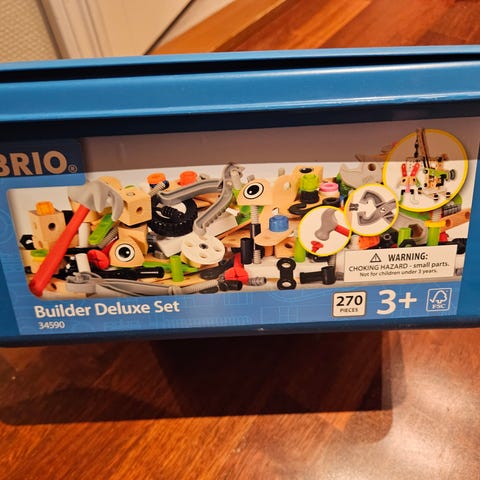 BRIO®
WARNING:
CHOKING HAZARD - small parts.
Not for children under 3 years.
Builder Deluxe Set
34590
270
PIECES
3+
FSC